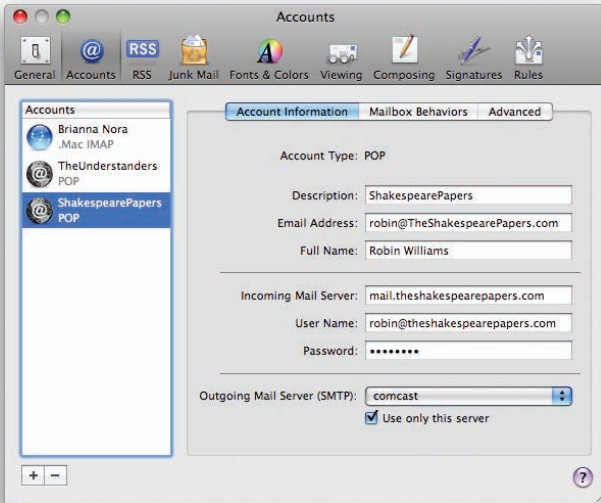 Accounts
General Accounts RSS Junk Mail Fonts & Colors Viewing Composing Signatures Rules
RSS
Accounts
Brianna Nora
.Mac IMAP
TheUnderstanders
POP
ShakespearePapers
POP
Account Information Mailbox Behaviors Advanced
Account Type: POP
Description: ShakespearePapers
Email Address: robin@TheShakespearePapers.com
Full Name: Robin Williams
Incoming Mail Server: mail.theshakespearepapers.com
User Name: robin@theshakespearepapers.com
Password: ••••••••
Outgoing Mail Server (SMTP): comcast
Use only this server
+ −
?